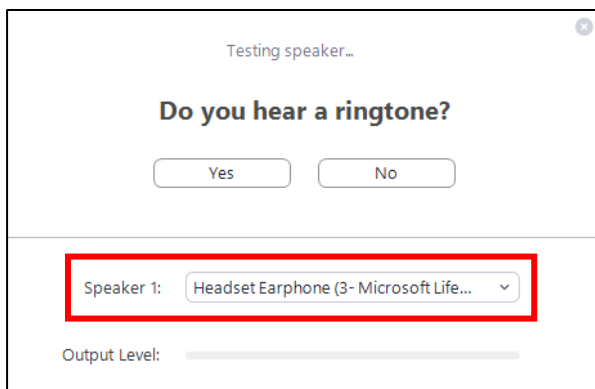 Testing speaker...
Do you hear a ringtone?
Yes No
Speaker 1: Headset Earphone (3- Microsoft Life...
Output Level: